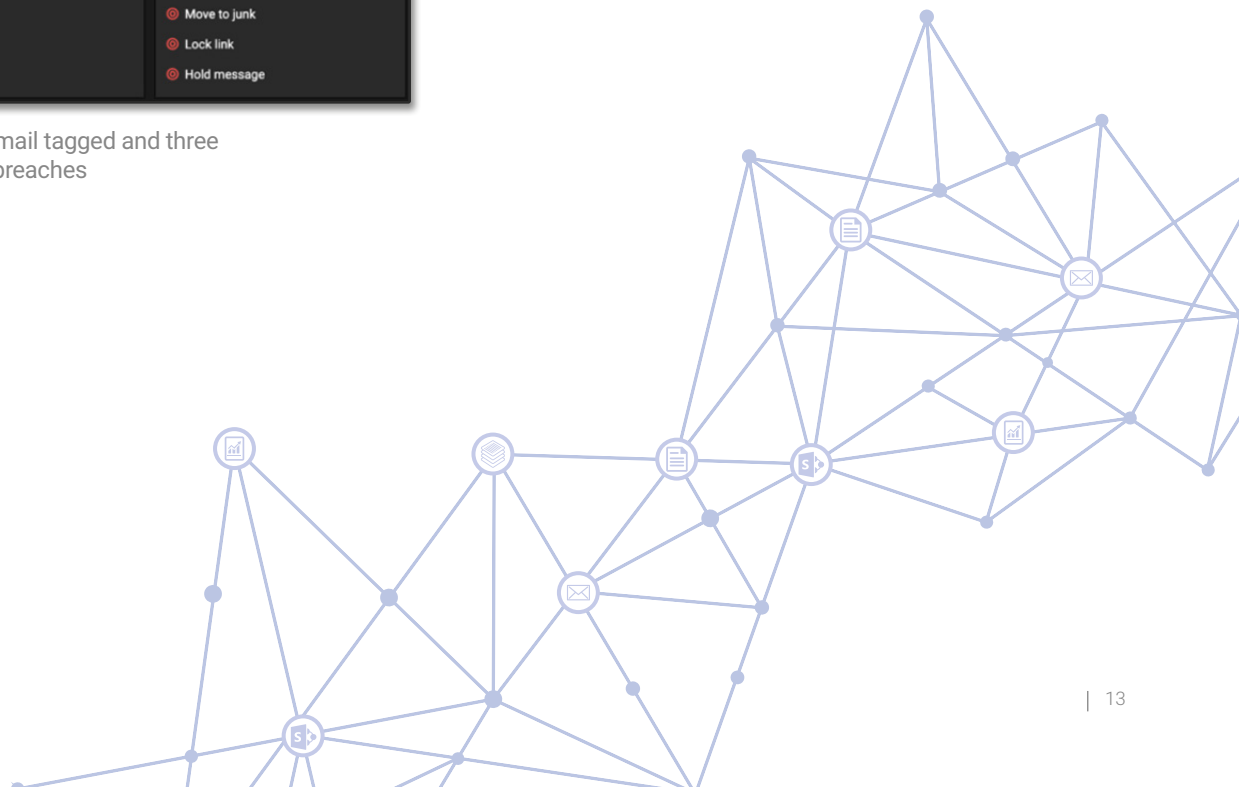 Move to junk
Lock link
Hold message
mail tagged and three
breaches
S
S
| 13